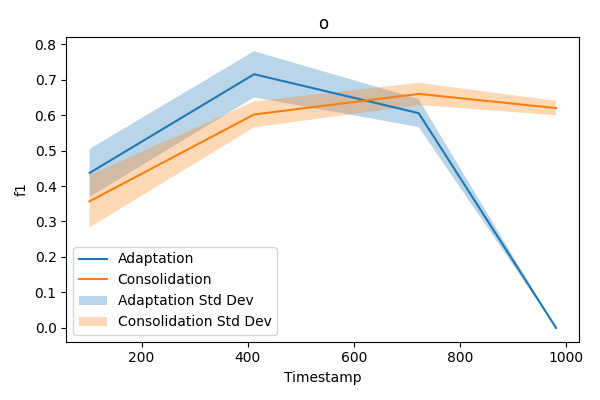 o
f1
0.8
0.7
0.6
0.5
0.4
0.3
0.2
0.1
0.0
Adaptation
Consolidation
Adaptation Std Dev
Consolidation Std Dev
200 400 600 800 1000
Timestamp